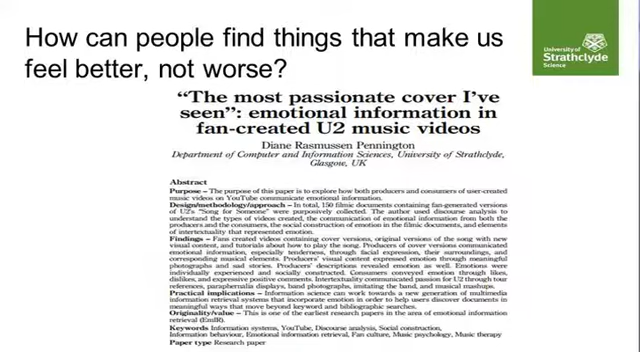 How can people find things that make us
feel better, not worse?
University of
Strathclyde
Science
“The most passionate cover I’ve
seen”: emotional information in
fan-created U2 music videos
Diane Rasmussen Pennington
Department of Computer and Information Sciences, University of Strathclyde,
Glasgow, UK
Abstract
Purpose – The purpose of this paper is to explore how both producers and consumers of user-created
music videos on YouTube communicate emotional information.
Design/methodology/approach – In total, 150 filmic documents containing fan-generated versions
of U2’s “Song for Someone” were purposively collected. The author used discourse analysis to
understand the types of videos created, the communication of emotional information from both the
producers and the consumers, the social construction of emotion in the filmic documents, and elements
of intertextuality that represented emotion.
Findings – Fans created videos containing cover versions, original versions of the song with new
visual content, and tutorials about how to play the song. Producers of cover versions communicated
emotional information, especially tenderness, through facial expression, their surroundings, and
corresponding musical elements. Producers’ visual content expressed emotion through meaningful
photographs and sad stories. Producers’ descriptions revealed emotion as well. Emotions were
individually experienced and socially constructed. Consumers conveyed emotion through likes,
dislikes, and expressive positive comments. Intertextuality communicated passion for U2 through tour
references, paraphernalia displays, band photographs, imitating the band, and musical mashups.
Practical implications – Information science can work towards a new generation of multimedia
information retrieval systems that incorporate emotion in order to help users discover documents in
meaningful ways that move beyond keyword and bibliographic searches.
Originality/value – This is one of the earliest research papers in the area of emotional information
retrieval (EmIR).
Keywords Information systems, YouTube, Discourse analysis, Social construction,
Information behaviour, Emotional information retrieval, Fan culture, Music psychology, Music therapy
Paper type Research paper